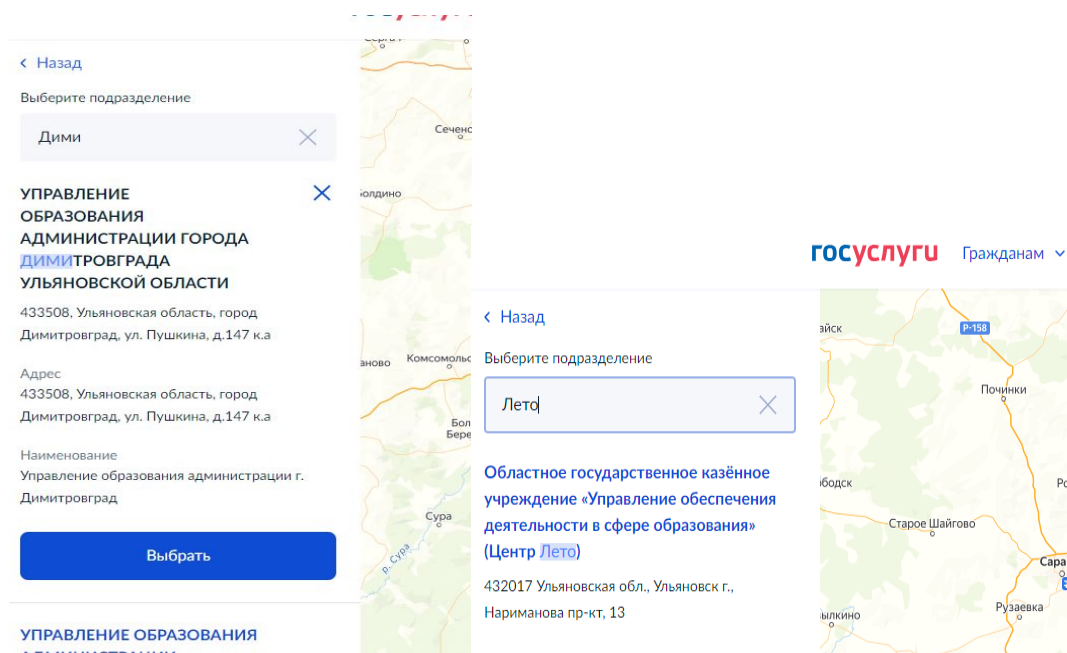 ‹ Назад
Выберите подразделение
Дими
УПРАВЛЕНИЕ
ОБРАЗОВАНИЯ
АДМИНИСТРАЦИИ ГОРОДА
ДИМИТРОВГРАДА
УЛЬЯНОВСКОЙ ОБЛАСТИ
433508, Ульяновская область, город
Димитровград, ул. Пушкина, д.147 к.а
Адрес
433508, Ульяновская область, город
Димитровград, ул. Пушкина, д.147 к.а
Наименование
Управление образования администрации г.
Димитровград
Выбрать
УПРАВЛЕНИЕ ОБРАЗОВАНИЯ
Сечено
Комсомольс
Сура
р. Сура
госуслуги
Гражданам
‹ Назад
Выберите подразделение
Лето
Областное государственное казённое
учреждение «Управление обеспечения
деятельности в сфере образования»
(Центр Лето)
432017 Ульяновская обл., Ульяновск г.,
Нариманова пр-кт, 13
Р-158
Починки
Старое Шайгово
Сара
Рузаевка